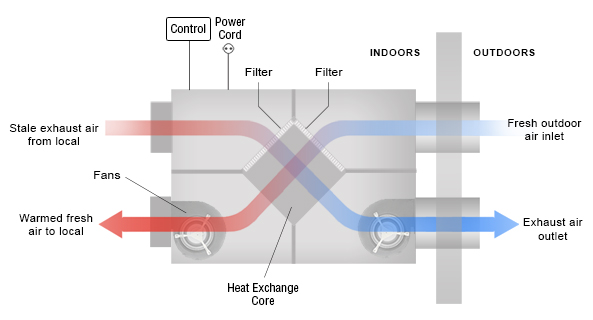 Control
Power
Cord
INDOORS
OUTDOORS
Filter
Filter
Stale exhaust air
from local
Fresh outdoor
air inlet
Fans
Warmed fresh
air to local
Exhaust air
outlet
Heat Exchange
Core